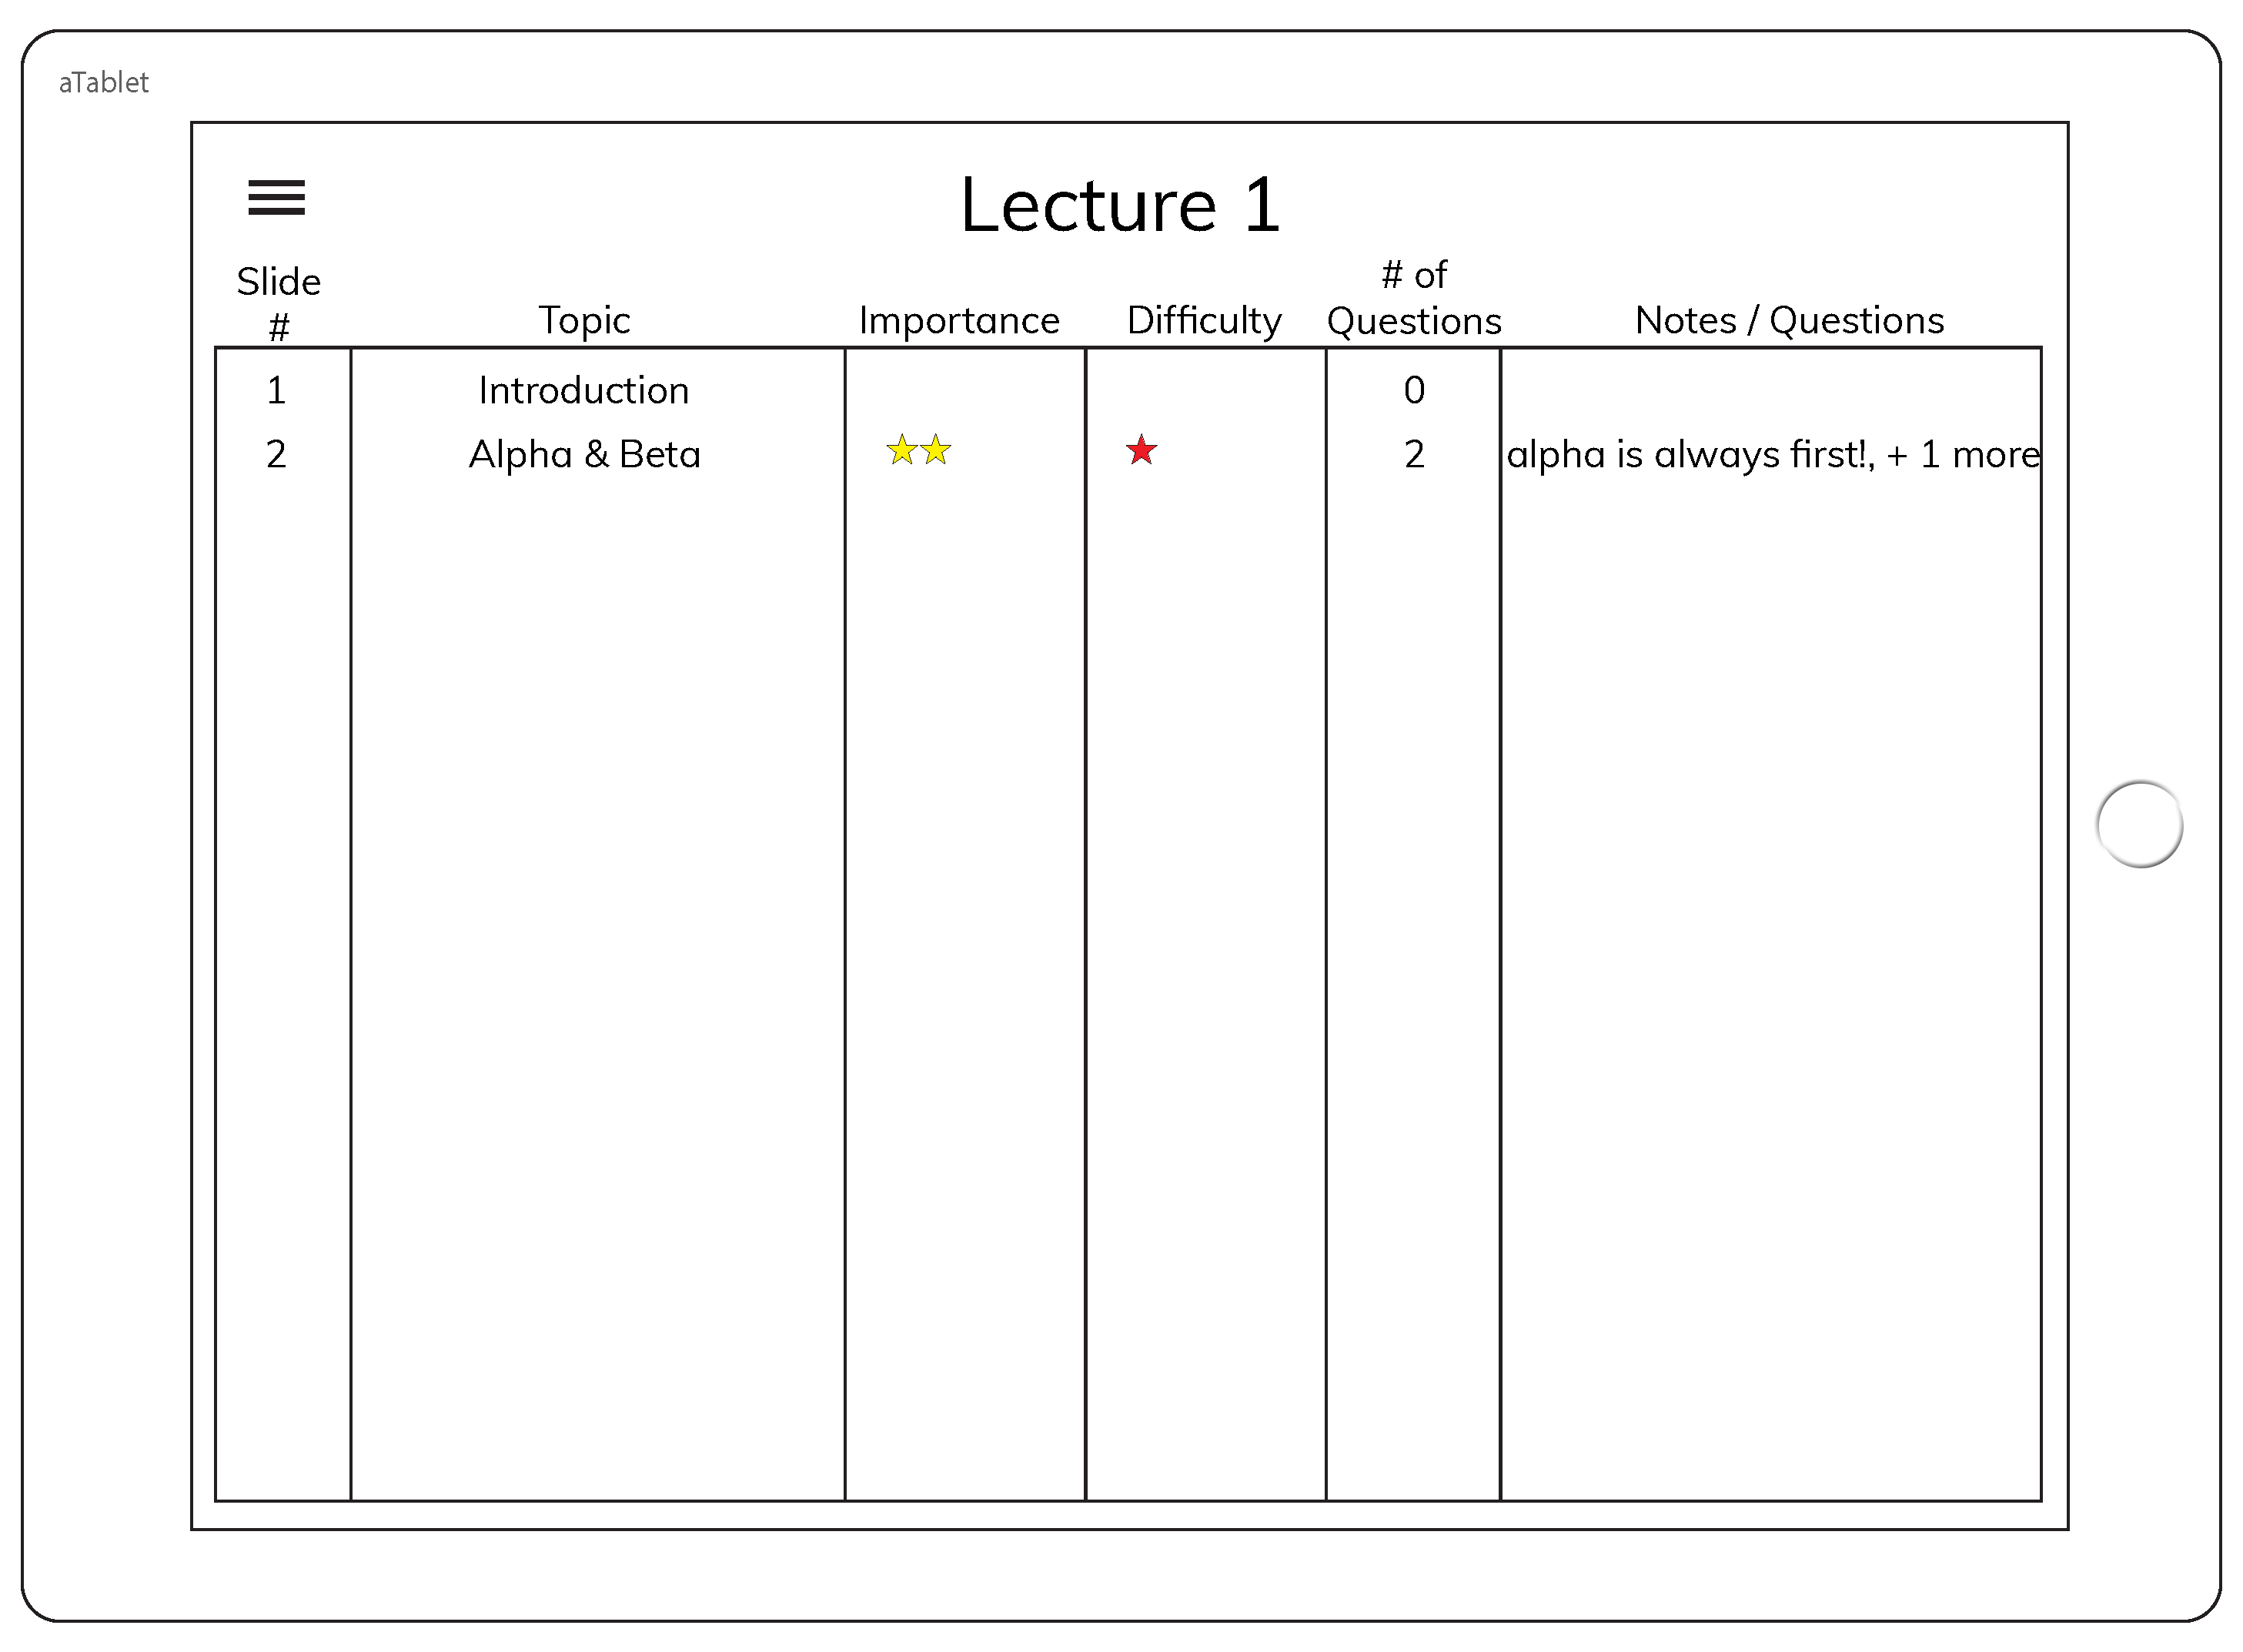 aTablet
Lecture 1
Slide
#
Topic
Importance
Difficulty
# of
Questions
Notes / Questions
1 Introduction 0
2 Alpha & Beta 2 alpha is always first!, + 1 more